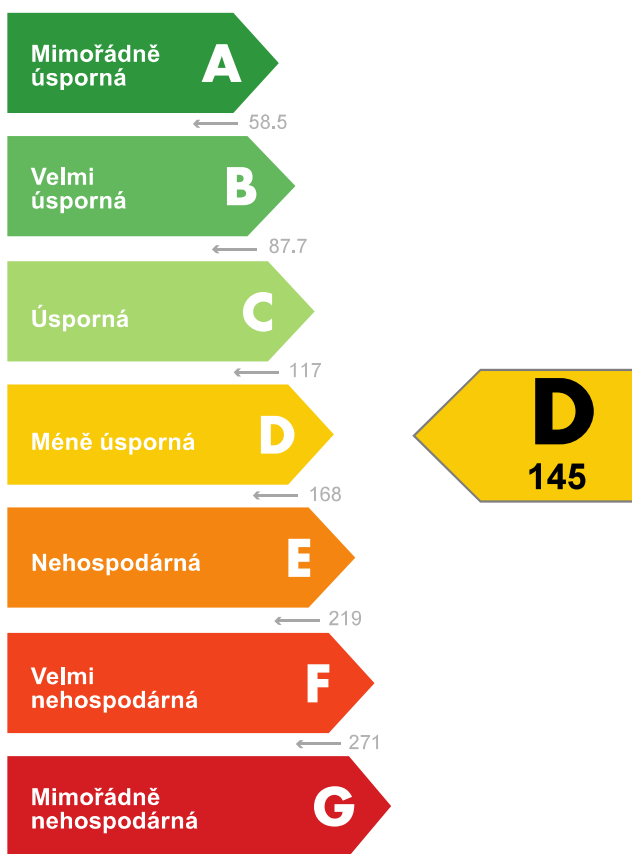 Mimořádně
úsporná
A
58.5
Velmi
úsporná
B
87.7
Úsporná
C
117
Méně úsporná
D
168
D
145
Nehospodárná
E
219
Velmi
nehospodárná
F
271
Mimořádně
nehospodárná
G